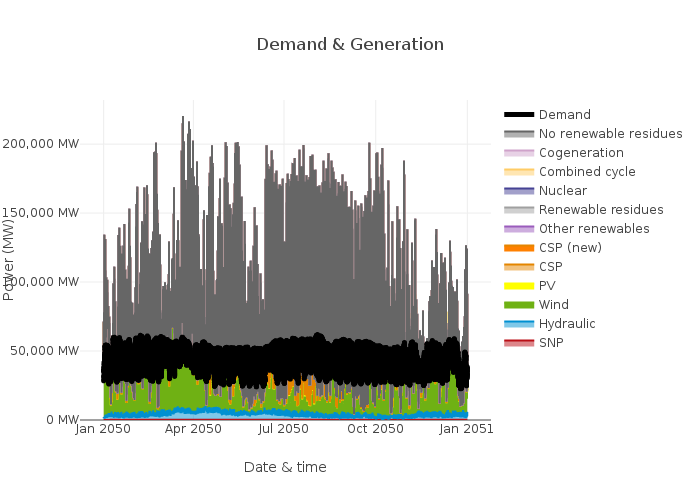 Demand & Generation
Power (MW)
200,000 MW
150,000 MW
100,000 MW
50,000 MW
0 MW
Jan 2050
Apr 2050
Jul 2050
Oct 2050
Jan 2051
Date & time
Demand
No renewable residues
Cogeneration
Combined cycle
Nuclear
Renewable residues
Other renewables
CSP (new)
CSP
PV
Wind
Hydraulic
SNP